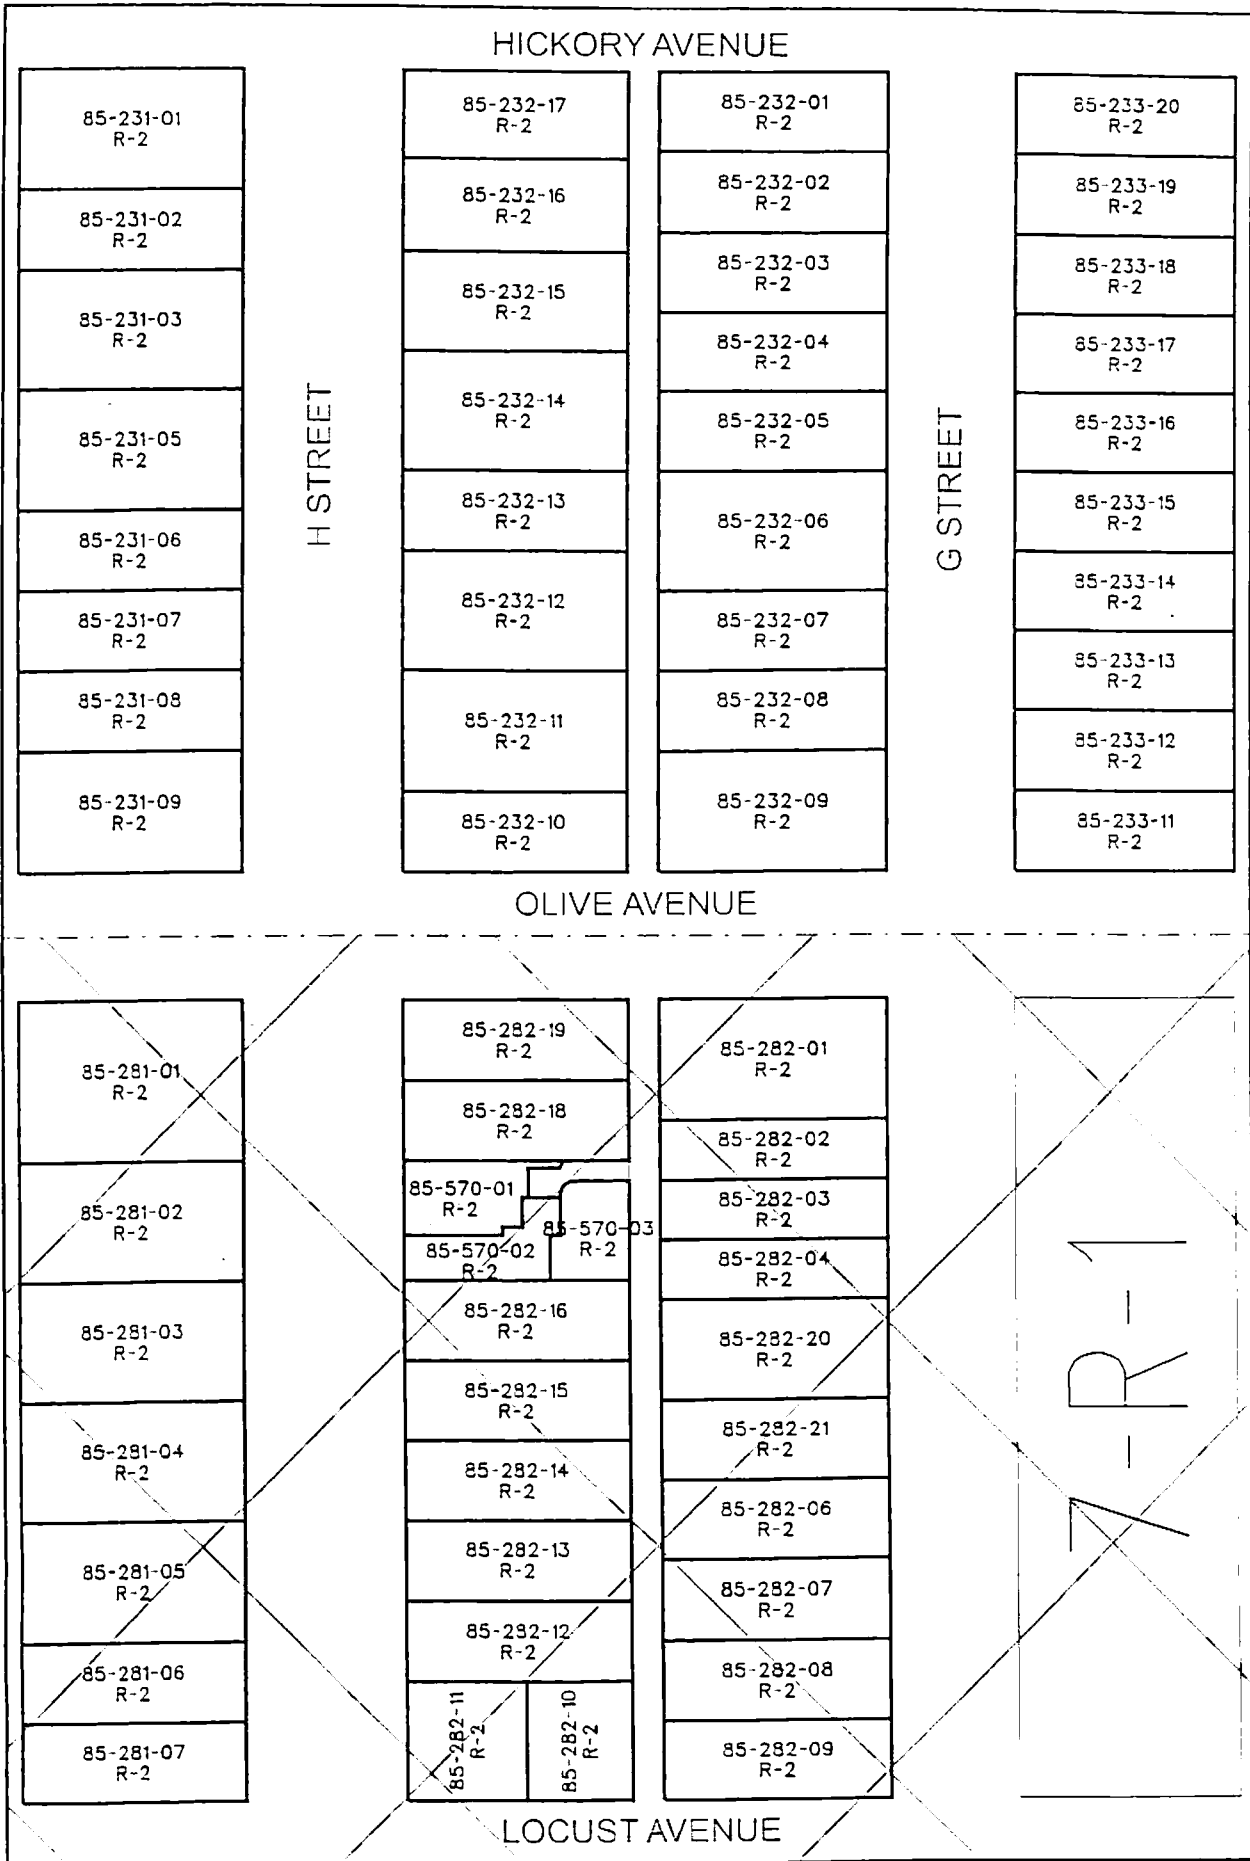 HICKORY AVENUE
85-231-01
R-2
85-231-02
R-2
85-231-03
R-2
85-231-05
R-2
85-231-06
R-2
85-231-07
R-2
85-231-08
R-2
85-231-09
R-2
H STREET
85-232-17
R-2
85-232-16
R-2
85-232-15
R-2
85-232-14
R-2
85-232-13
R-2
85-232-12
R-2
85-232-11
R-2
85-232-10
R-2
85-232-01
R-2
85-232-02
R-2
85-232-03
R-2
85-232-04
R-2
85-232-05
R-2
85-232-06
R-2
85-232-07
R-2
85-232-08
R-2
85-232-09
R-2
G STREET
85-233-20
R-2
85-233-19
R-2
85-233-18
R-2
85-233-17
R-2
85-233-16
R-2
85-233-15
R-2
85-233-14
R-2
85-233-13
R-2
85-233-12
R-2
85-233-11
R-2
OLIVE AVENUE
85-281-01
R-2
85-281-02
R-2
85-281-03
R-2
85-281-04
R-2
85-281-05
R-2
85-281-06
R-2
85-281-07
R-2
85-282-19
R-2
85-282-18
R-2
85-570-01
R-2
85-570-02
R-2
85-570-03
R-2
85-282-16
R-2
85-282-15
R-2
85-282-14
R-2
85-282-13
R-2
85-282-12
R-2
85-282-11
R-2
85-282-10
R-2
85-282-01
R-2
85-282-02
R-2
85-282-03
R-2
85-282-04
R-2
85-282-20
R-2
85-282-21
R-2
85-282-06
R-2
85-282-07
R-2
85-282-08
R-2
85-282-09
R-2
7-R-1
LOCUST AVENUE